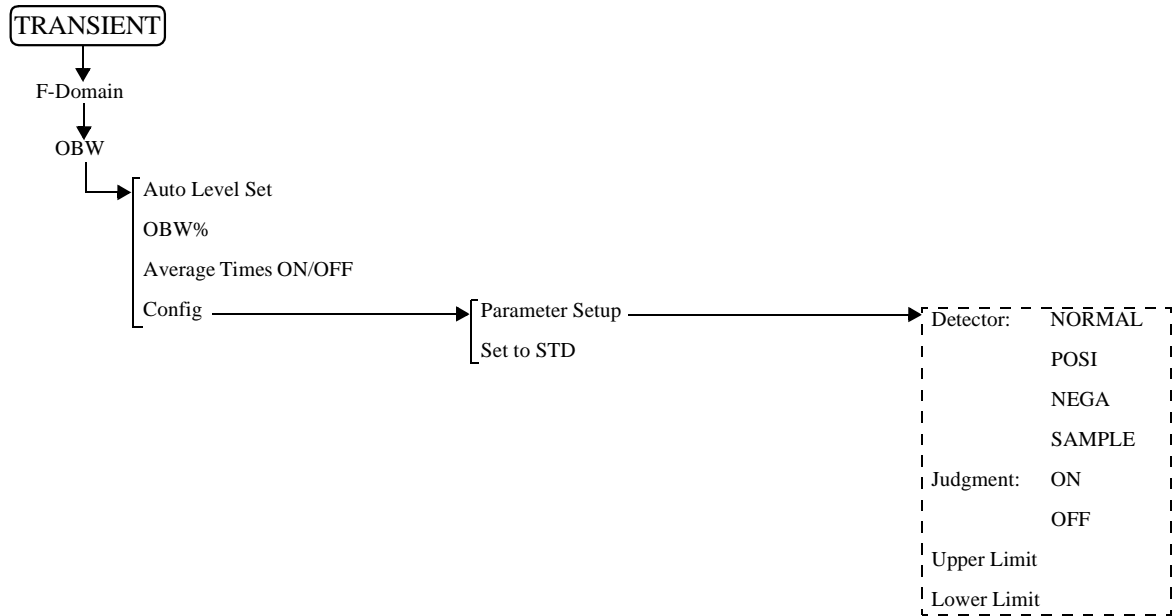 TRANSIENT
F-Domain
OBW
Auto Level Set
OBW%
Average Times ON/OFF
Config
Parameter Setup
Set to STD
Detector: NORMAL
POSI
NEGA
SAMPLE
Judgment: ON
OFF
Upper Limit
Lower Limit